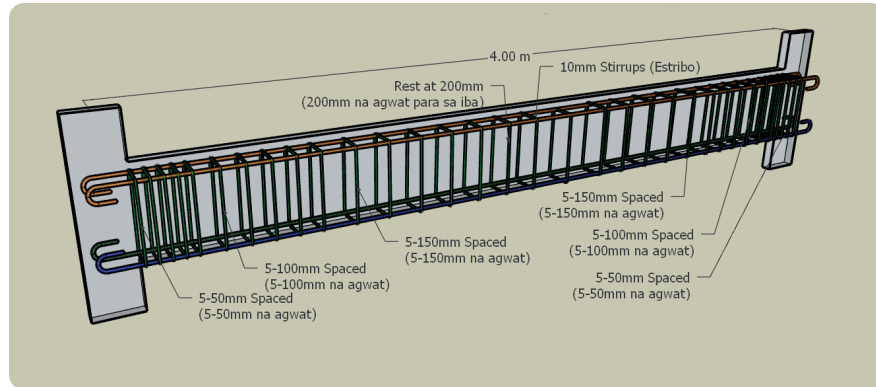 4.00 m
10mm Stirrups (Estribo)
Rest at 200mm
(200mm na agwat para sa iba)
5-150mm Spaced
(5-150mm na agwat)
5-100mm Spaced
(5-100mm na agwat)
5-50mm Spaced
(5-50mm na agwat)
5-150mm Spaced
(5-150mm na agwat)
5-100mm Spaced
(5-100mm na agwat)
5-50mm Spaced
(5-50mm na agwat)